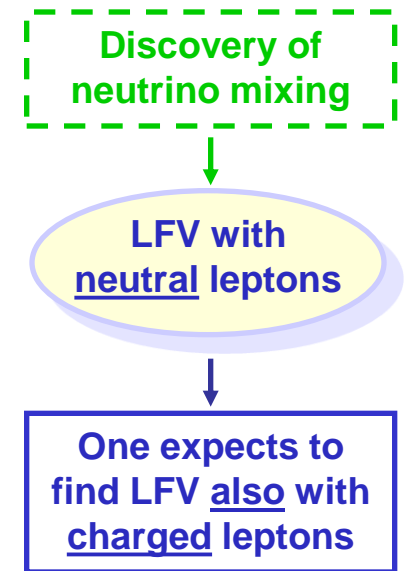 Discovery of
neutrino mixing
LFV with
neutral leptons
One expects to
find LFV also with
charged leptons